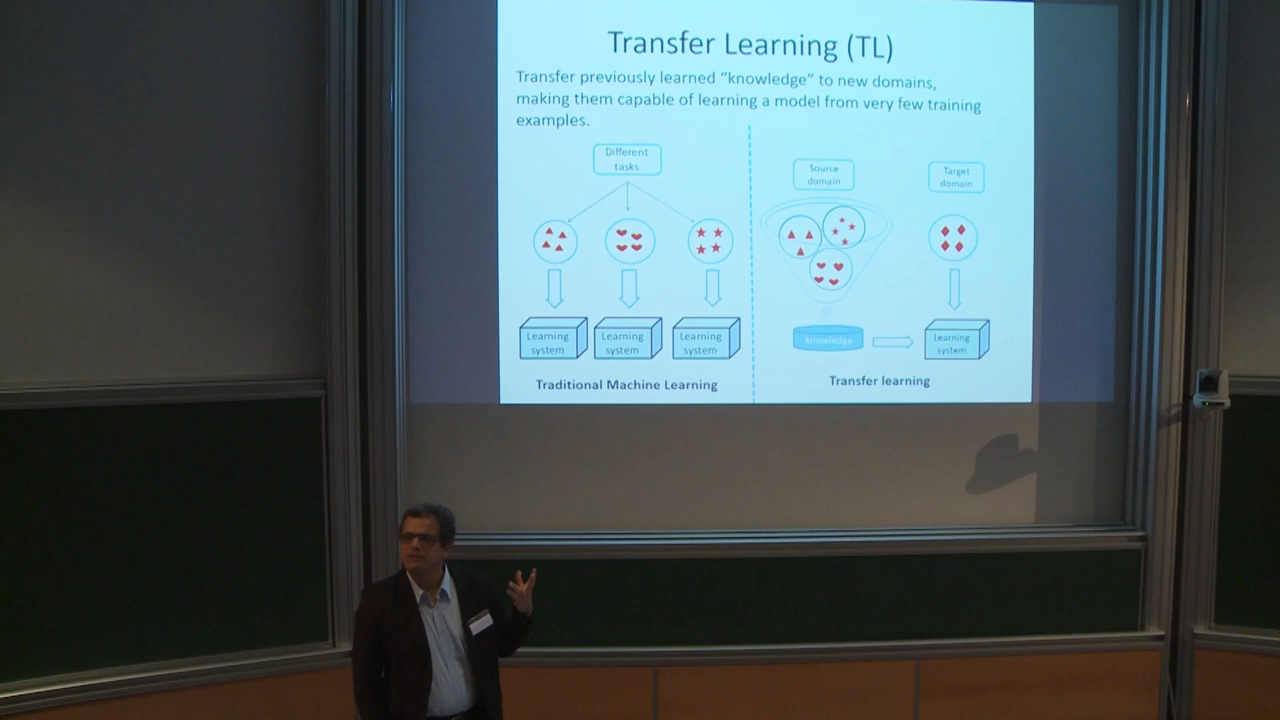 Transfer Learning (TL)
Transfer previously learned “knowledge” to new domains,
making them capable of learning a model from very few training
examples.
Different
tasks
Learning
system
Learning
system
Learning
system
Traditional Machine Learning
Source
domain
Target
domain
knowledge
Learning
system
Transfer learning